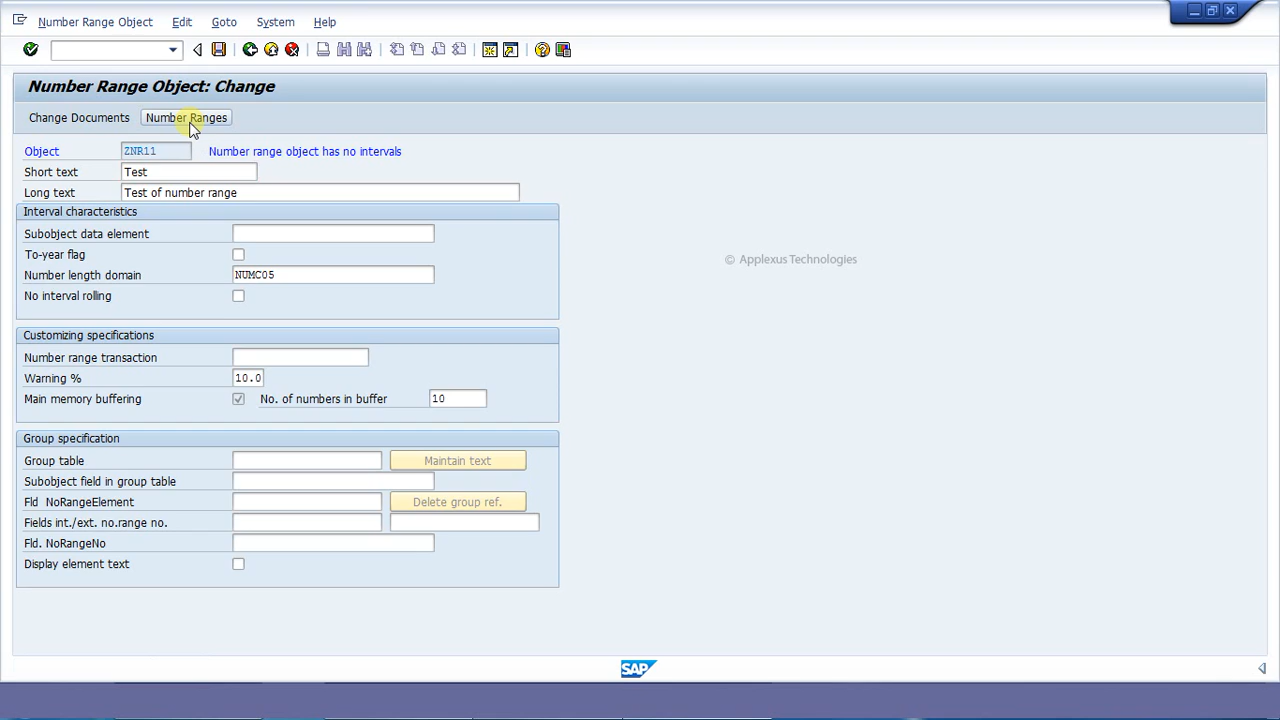 Number Range Object Edit Goto System Help
Number Range Object: Change
Change Documents Number Ranges
Object ZNR11 Number range object has no intervals
Short text Test
Long text Test of number range
Interval characteristics
Subobject data element
To-year flag
Number length domain NUMC05
No interval rolling
Customizing specifications
Number range transaction
Warning % 10.0
Main memory buffering No. of numbers in buffer 10
Group specification
Group table Maintain text
Subobject field in group table
Fld NoRangeElement Delete group ref.
Fields int./ext. no.range no.
Fld. NoRangeNo
Display element text
© Applexus Technologies
SAP